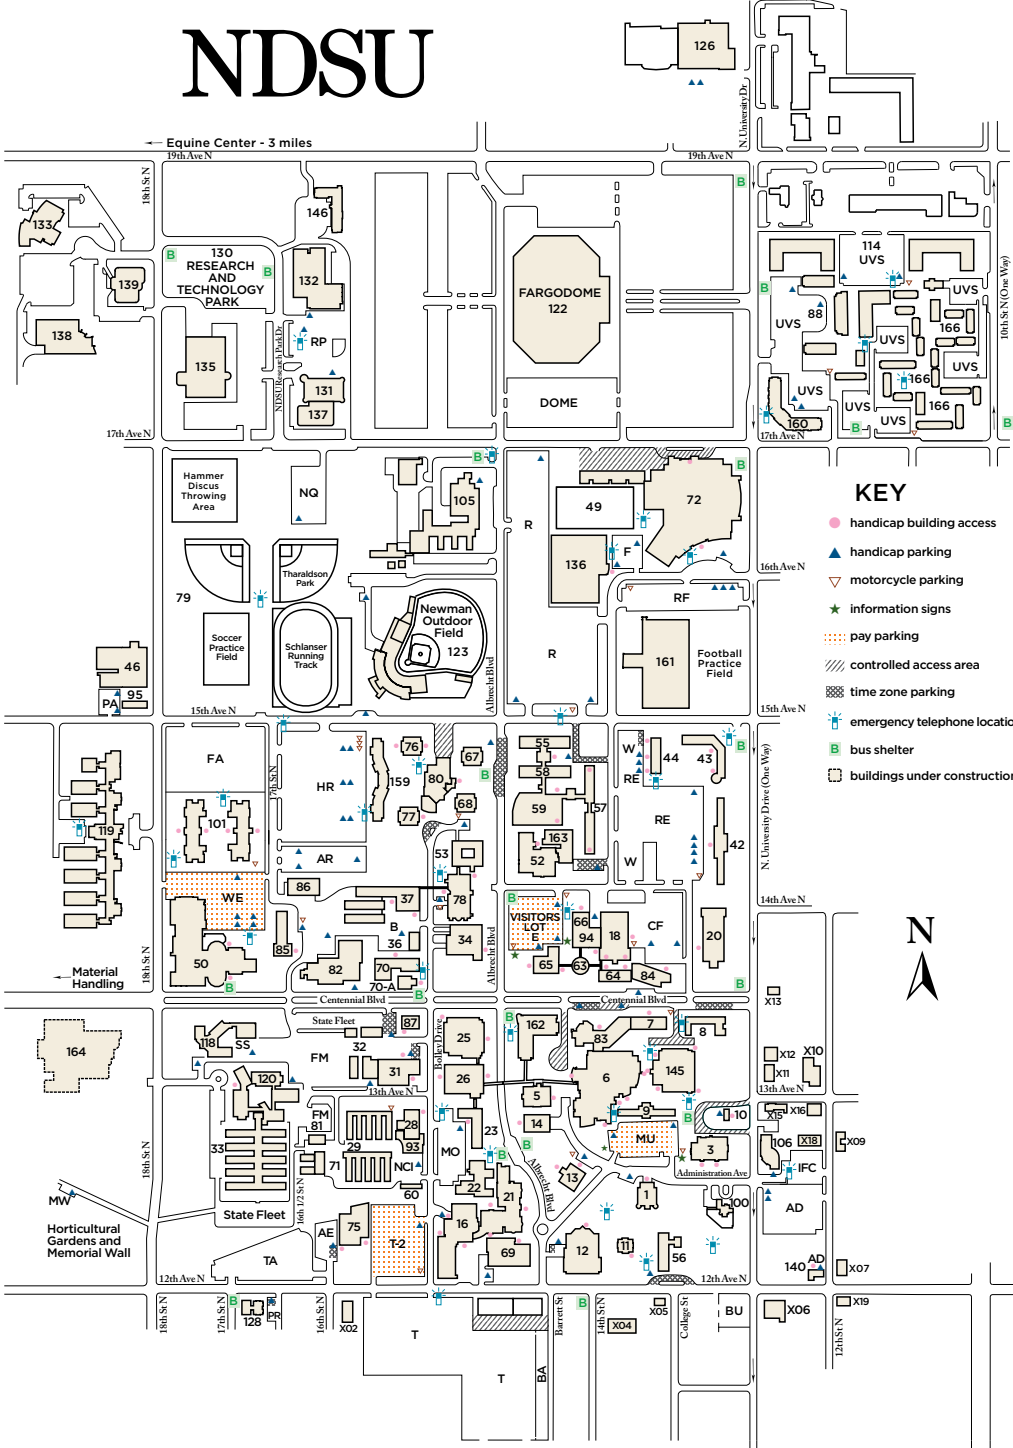 NDSU
126
N. University Dr
Equine Center - 3 miles
19th Ave N
19th Ave N
18th St N
B
133
146
130
RESEARCH
AND
TECHNOLOGY
PARK
B
B
132
139
138
135
RP
NDSU Research Park Dr
131
137
17th Ave N
FARGODOME
122
DOME
114
UVS
B
88
UVS
UVS
166
UVS
UVS
166
UVS
UVS
166
UVS
160
B
B
17th Ave N
10th St N (One Way)
Hammer
Discus
Throwing
Area
NQ
B
105
R
49
72
B
136
F
16th Ave N
RF
Tharaldson
Park
79
Soccer
Practice
Field
Schlanser
Running
Track
Newman
Outdoor
Field
123
Albrecht Blvd
R
161
Football
Practice
Field
46
95
PA
15th Ave N
15th Ave N
KEY
handicap building access
handicap parking
motorcycle parking
information signs
pay parking
controlled access area
time zone parking
emergency telephone locatio
B bus shelter
buildings under construction
FA
17th St N
HR
76
159
80
67
B
68
77
55
58
59
57
163
52
W
RE
44
43
B
RE
W
42
N. University Drive (One Way)
119
101
AR
53
WE
86
37
78
B
36
34
50
85
82
70
70-A
B
B
18th St N
Albrecht Blvd
B
VISITORS
LOT
E
66
94
18
CF
20
65
63
64
84
B
14th Ave N
Material
Handling
Centennial Blvd
Centennial Blvd
N
X13
164
118
SS
State Fleet
87
32
FM
31
13th Ave N
120
FM
81
33
29
28
93
NCI
71
60
Bolley Drive
25
26
23
MO
22
21
16
69
B
162
83
7
8
6
145
5
14
9
B
10
MU
3
Administration Ave
B
B
13
Albrecht Blvd
1
100
12
11
56
X12
X10
X11
13th Ave N
X15
X16
106
X18
X09
IFC
AD
AD
140
X07
18th St N
MW
Horticultural
Gardens and
Memorial Wall
State Fleet
16th 1/2 St N
AE
75
T-2
TA
12th Ave N
12th Ave N
18th St N
17th St N
B
128
PR
16th St N
X02
T
T
BA
Barrett St
B
14th St N
X04
X05
College St
BU
X06
X19
12th St N